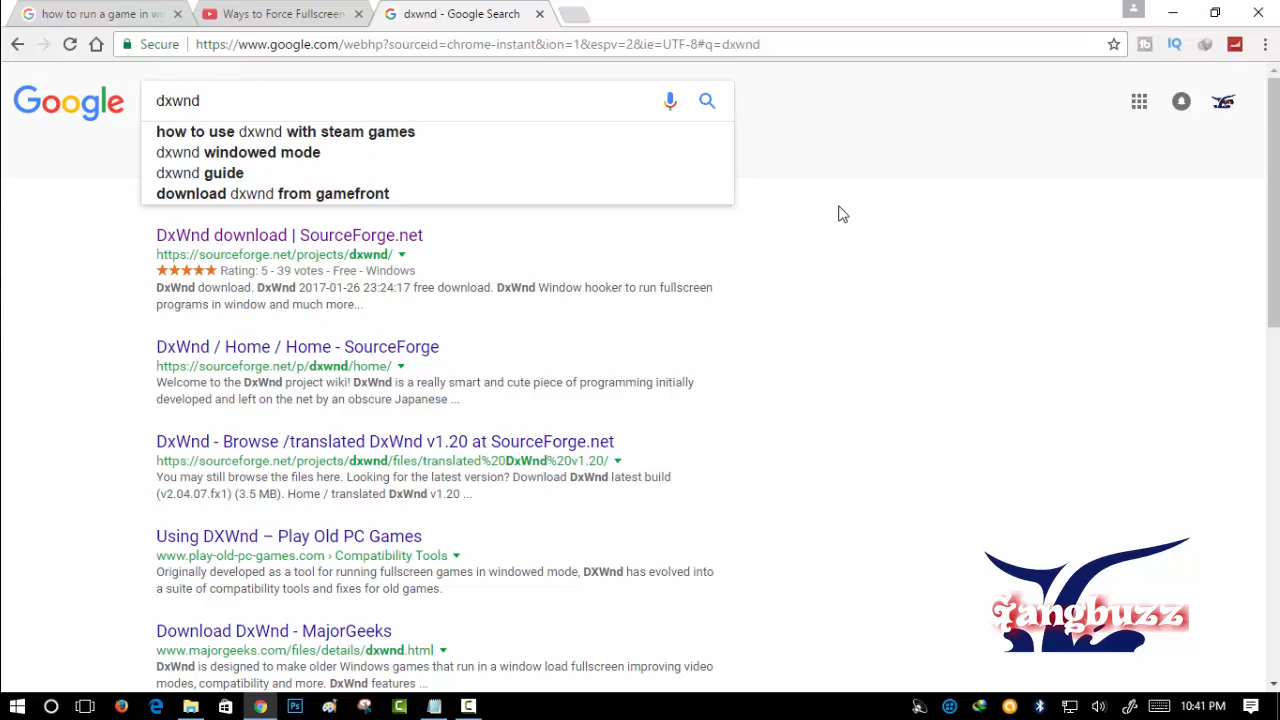 how to run a game in w
Ways to Force Fullscreen
dxwnd - Google Search
Secure
https://www.google.com/webhp?sourceid=chrome-instant&ion=1&espv=2&ie=UTF-8#q=dxwnd
Google
dxwnd
how to use dxwnd with steam games
dxwnd windowed mode
dxwnd guide
download dxwnd from gamefront
DxWnd download | SourceForge.net
https://sourceforge.net/projects/dxwnd/
Rating: 5 - 39 votes - Free - Windows
DxWnd download. DxWnd 2017-01-26 23:24:17 free download. DxWnd Window hooker to run fullscreen
programs in window and much more...
DxWnd / Home / Home - SourceForge
https://sourceforge.net/p/dxwnd/home/
Welcome to the DxWnd project wiki! DxWnd is a really smart and cute piece of programming initially
developed and left on the net by an obscure Japanese ...
DxWnd - Browse /translated DxWnd v1.20 at SourceForge.net
https://sourceforge.net/projects/dxwnd/files/translated%20DxWnd%20v1.20/
You may still browse the files here. Looking for the latest version? Download DxWnd latest build
(v2.04.07.fx1) (3.5 MB). Home / translated DxWnd v1.20 ...
Using DXWnd – Play Old PC Games
www.play-old-pc-games.com › Compatibility Tools
Originally developed as a tool for running fullscreen games in windowed mode, DXWnd has evolved into
a suite of compatibility tools and fixes for old games.
Yangbuzz
Download DxWnd - MajorGeeks
www.majorgeeks.com/files/details/dxwnd.html
DxWnd is designed to make older Windows games that run in a window load fullscreen improving video
modes, compatibility and more. DxWnd features ...
10:41 PM